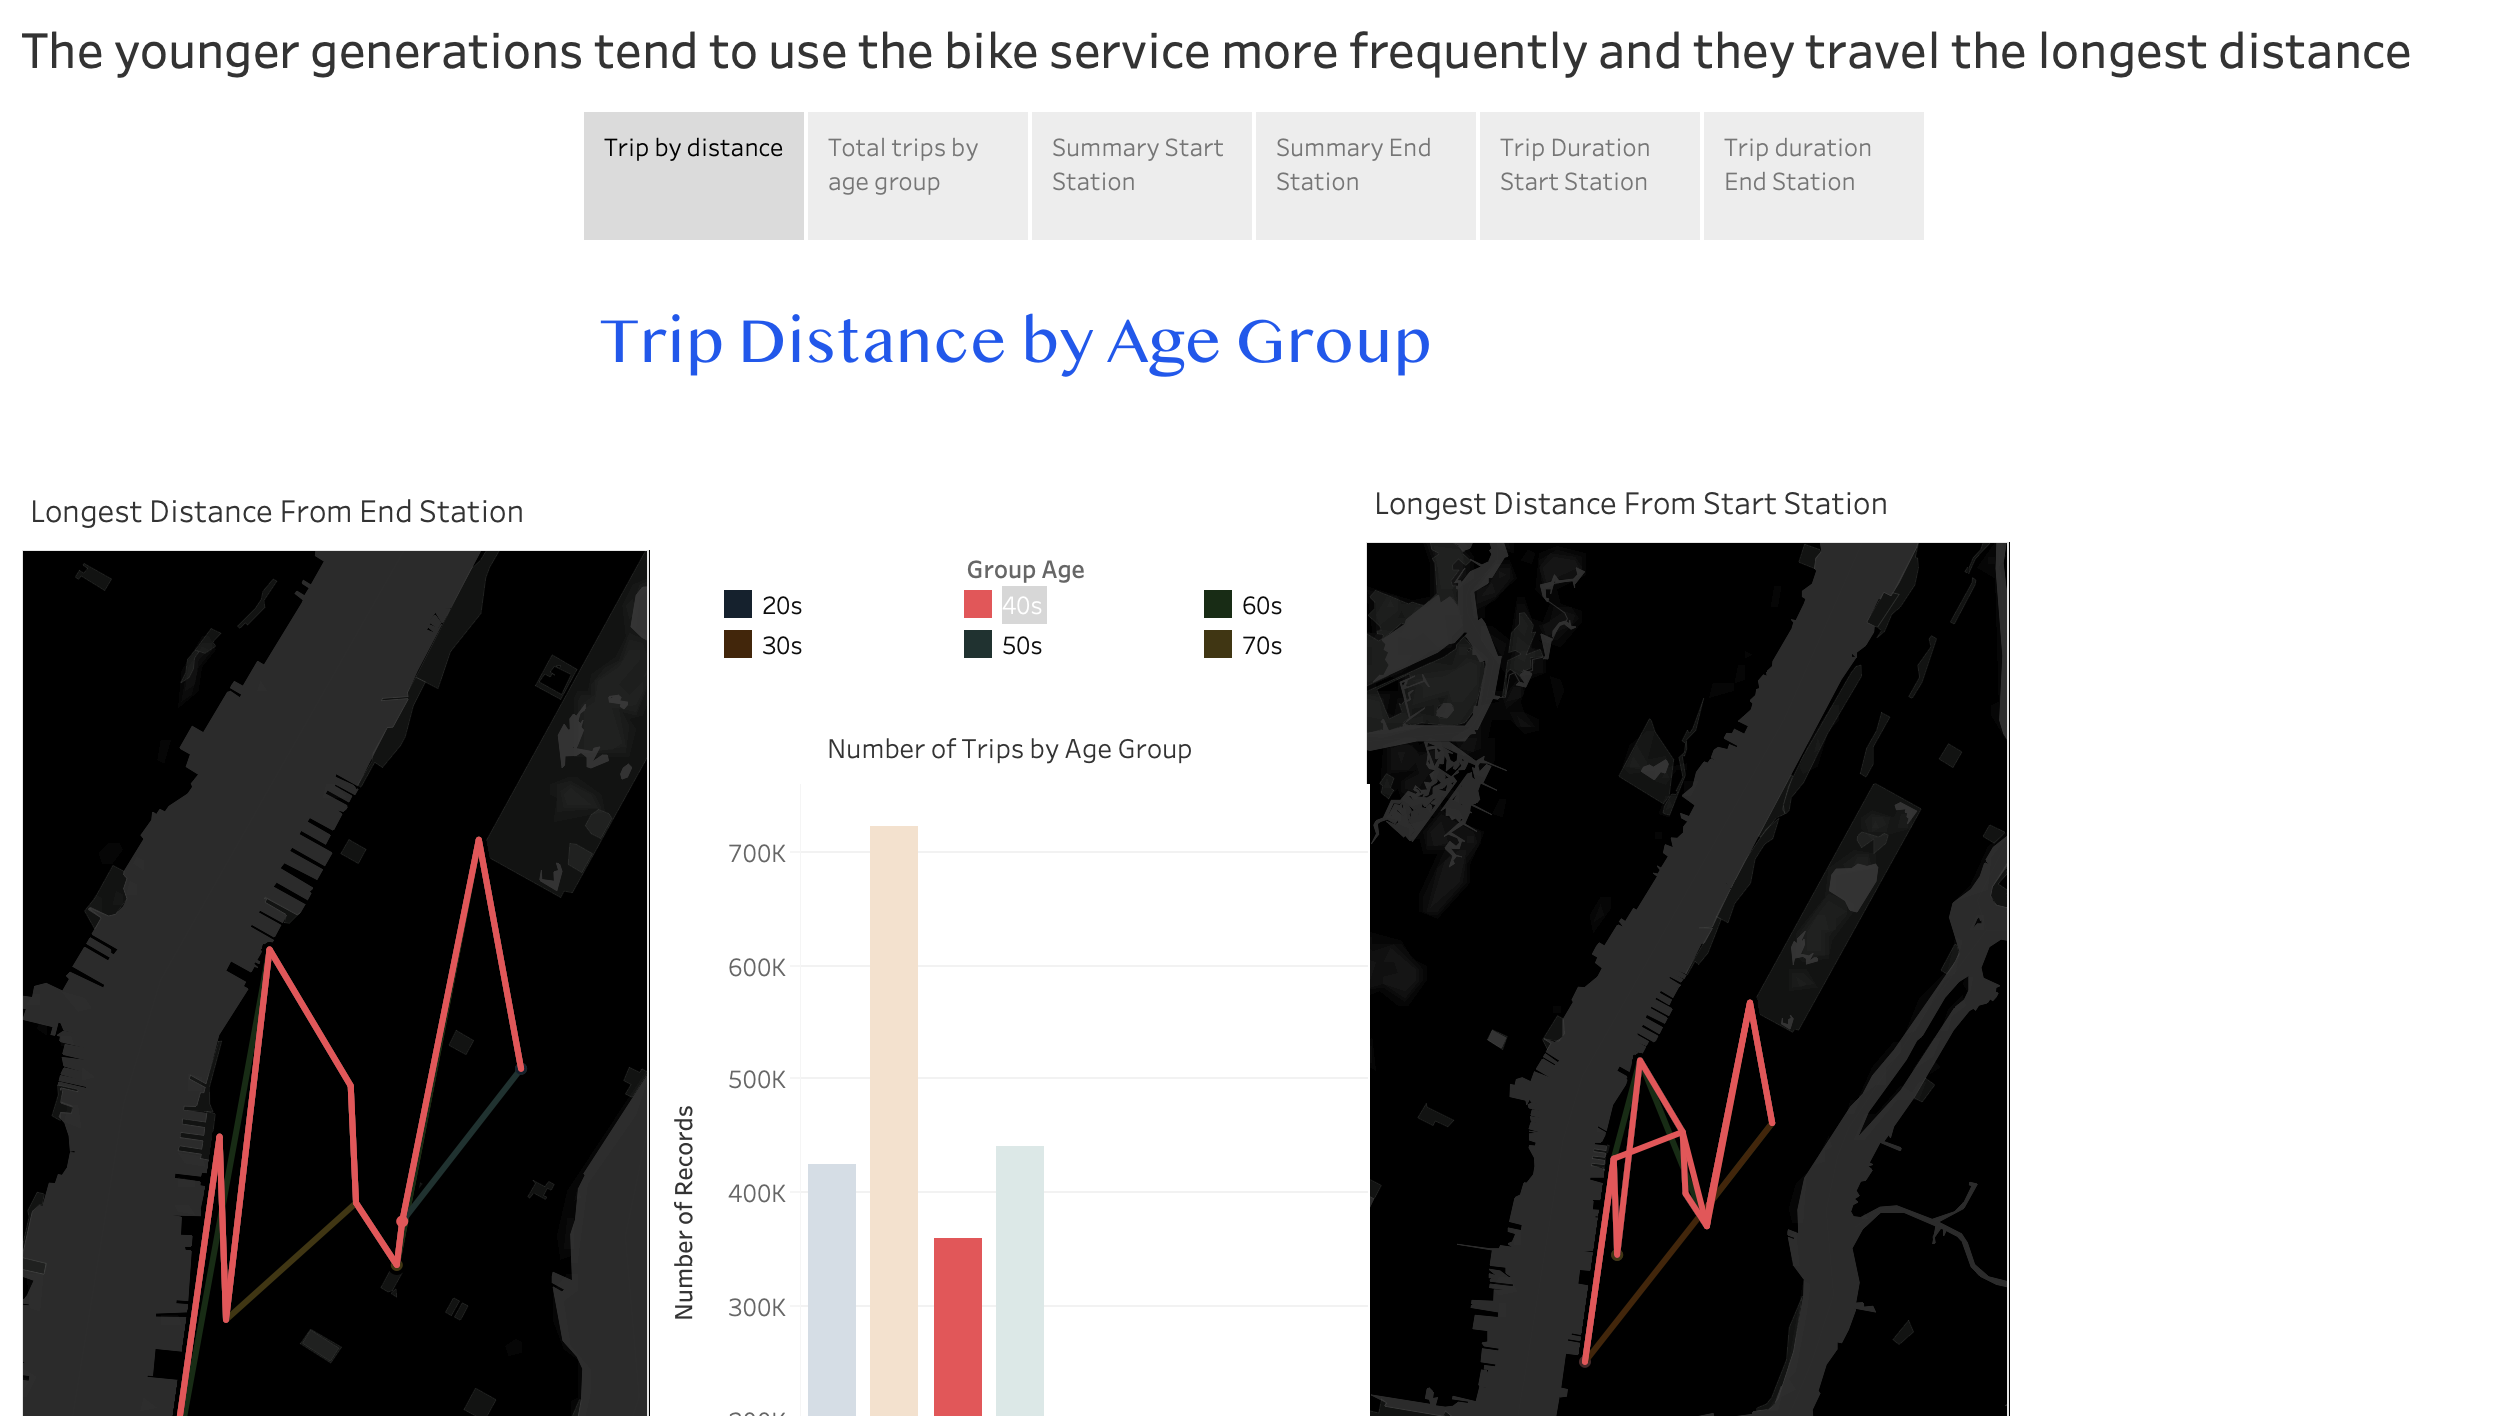 The younger generations tend to use the bike service more frequently and they travel the longest distance
Trip by distance
Total trips by
age group
Summary Start
Station
Summary End
Station
Trip Duration
Start Station
Trip duration
End Station
Trip Distance by Age Group
Longest Distance From End Station
Group Age
20s
40s
60s
30s
50s
70s
Number of Trips by Age Group
700K
600K
500K
400K
300K
Number of Records
Longest Distance From Start Station